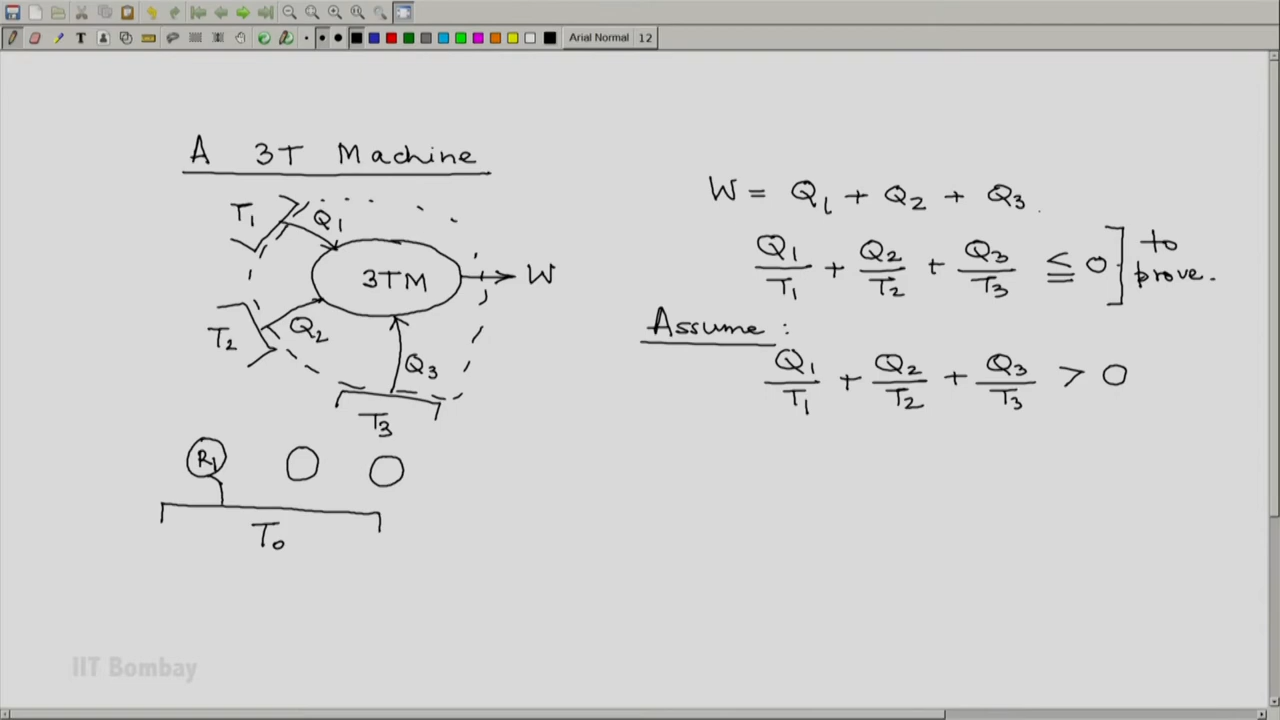 Arial Normal 12
A 3T Machine
T₁ Q₁
3TM W
T₂ Q₂
Q₃
T₃
R₁
T₀
W = Q₁ + Q₂ + Q₃.
Q₁/T₁ + Q₂/T₂ + Q₃/T₃ ≤ 0 ] to prove.
Assume :
Q₁/T₁ + Q₂/T₂ + Q₃/T₃ > 0
IIT Bombay